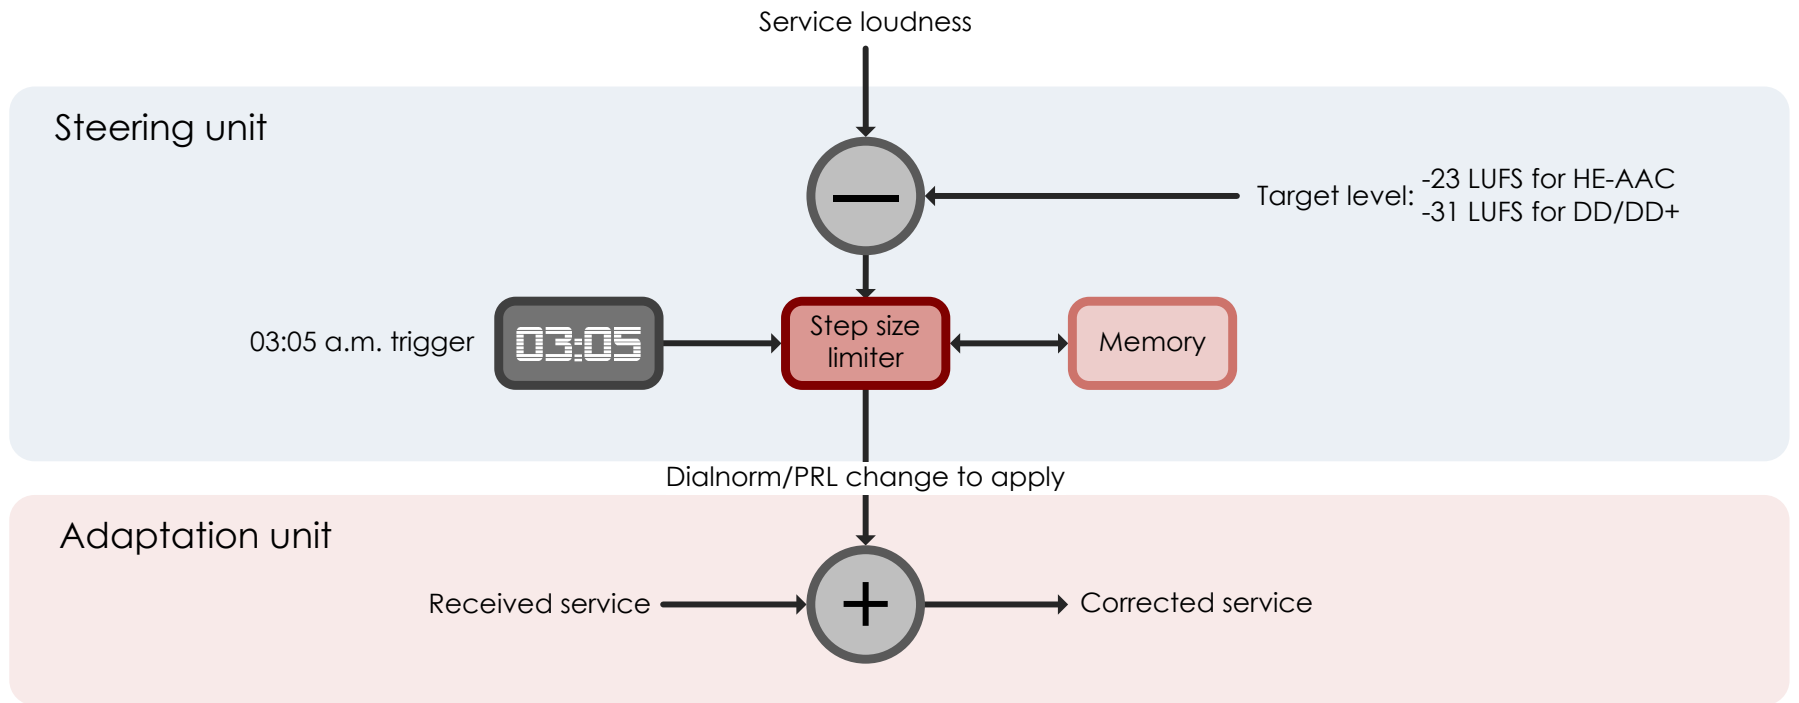 Service loudness
Steering unit
Target level:
-23 LUFS for HE-AAC
-31 LUFS for DD/DD+
03:05 a.m. trigger
03:05
Step size
limiter
Memory
Dialnorm/PRL change to apply
Adaptation unit
Received service
+
Corrected service